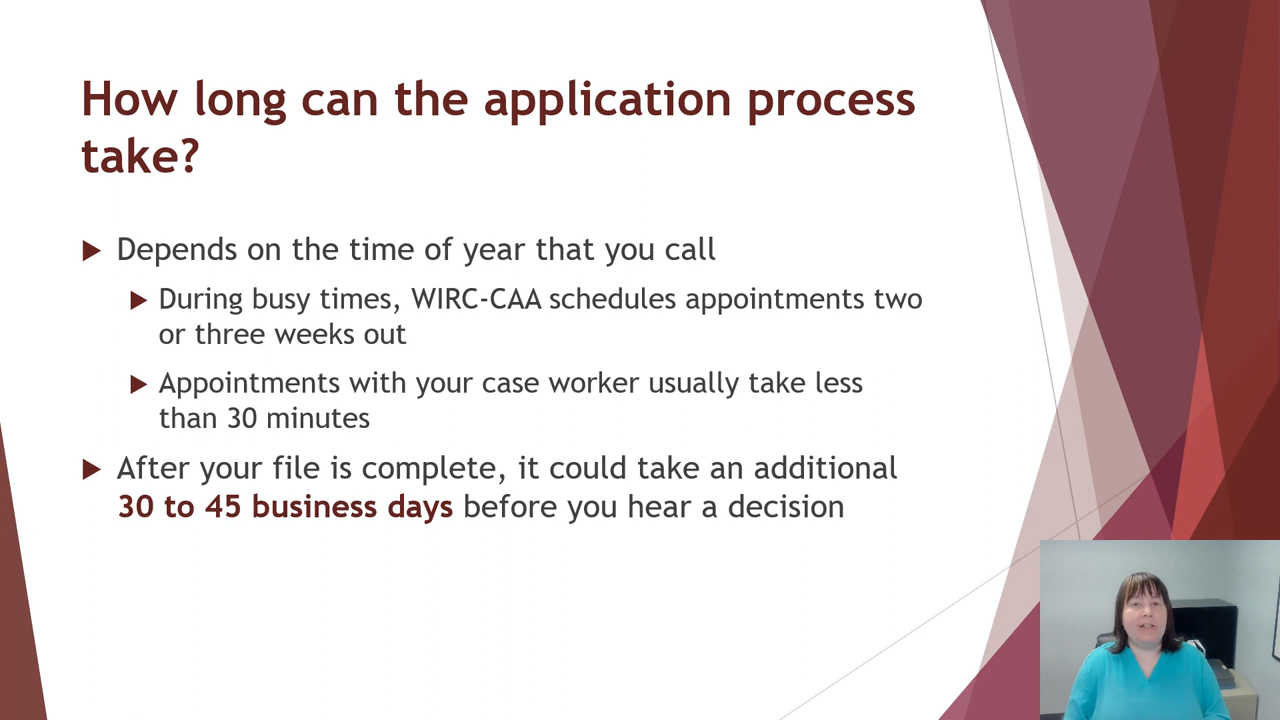 How long can the application process
take?
Depends on the time of year that you call
During busy times, WIRC-CAA schedules appointments two
or three weeks out
Appointments with your case worker usually take less
than 30 minutes
After your file is complete, it could take an additional
30 to 45 business days before you hear a decision